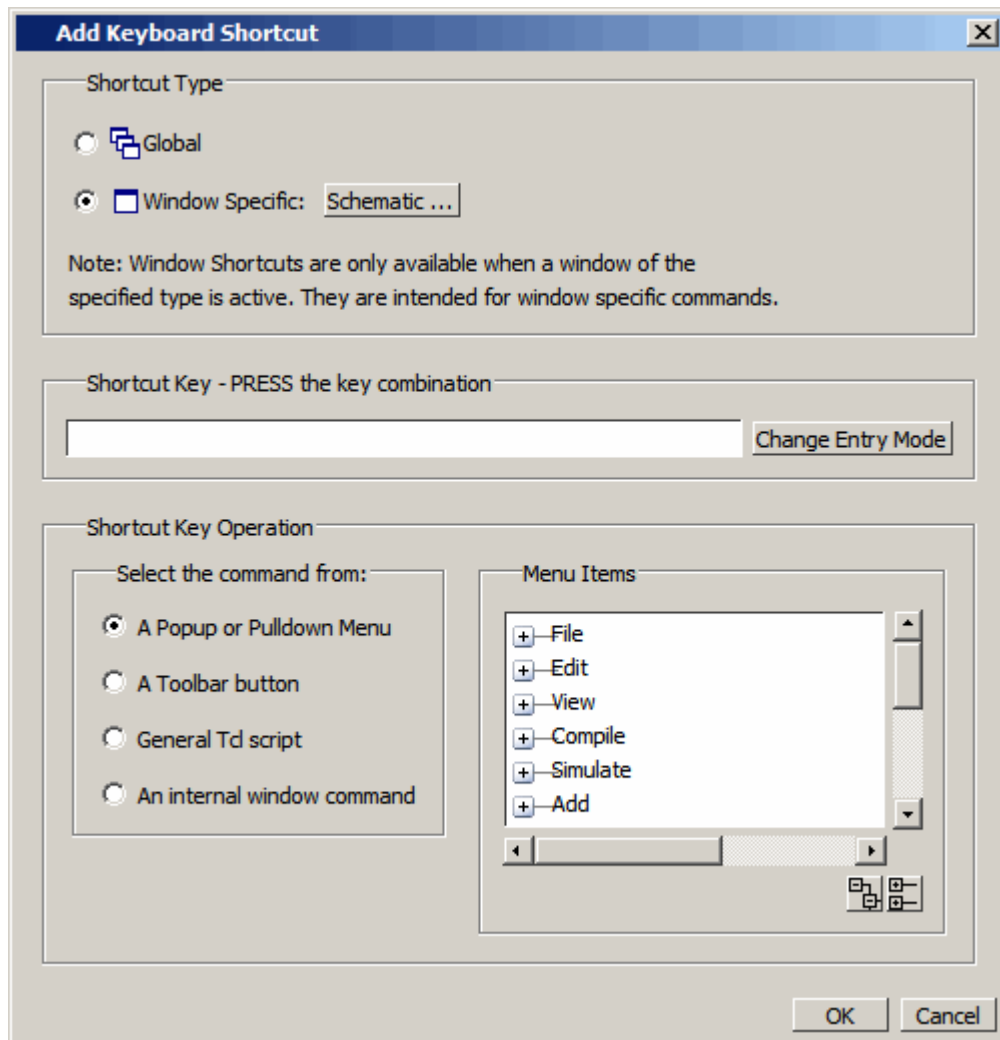 Add Keyboard Shortcut
Shortcut Type
Global
Window Specific: Schematic ...
Note: Window Shortcuts are only available when a window of the
specified type is active. They are intended for window specific commands.
Shortcut Key - PRESS the key combination
Change Entry Mode
Shortcut Key Operation
Select the command from:
A Popup or Pulldown Menu
A Toolbar button
General Tcl script
An internal window command
Menu Items
File
Edit
View
Compile
Simulate
Add
OK
Cancel